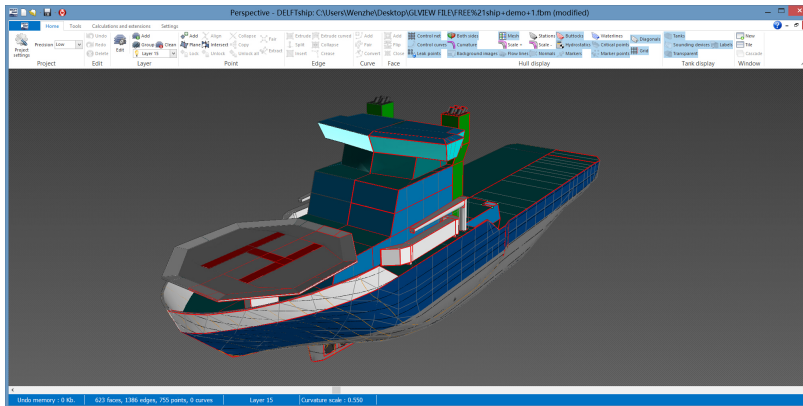 Perspective - DELFTship: C:\Users\Wenzhe\Desktop\GLVIEW FILE\FREE%21ship+demo+1.fbm (modified)
Home Tools Calculations and extensions Settings
Project settings Precision Low
Undo
Redo
Delete
Edit
Add
Group Clean
Layer 15
Add Align Collapse Fair
Plane Intersect Copy Extrude
Lock Unlock Unlock all
Extrude Extrude curved
Split Collapse
Insert Crease
Add
Fair
Convert
Add
Flip
Close
Control net Both sides
Control curves Curvature
Leak points Background images
Mesh Stations Buttocks Waterlines Diagonals
Scale + Scale - Hydrostatics Critical points Grid
Flow lines Normals Markers Marker points
Tanks
Sounding devices Labels
Transparent
New
Tile
Cascade
Project Edit Layer Point Edge Curve Face Hull display Tank display Window
H
Undo memory : 0 Kb. 623 faces, 1386 edges, 755 points, 0 curves Layer 15 Curvature scale : 0.550